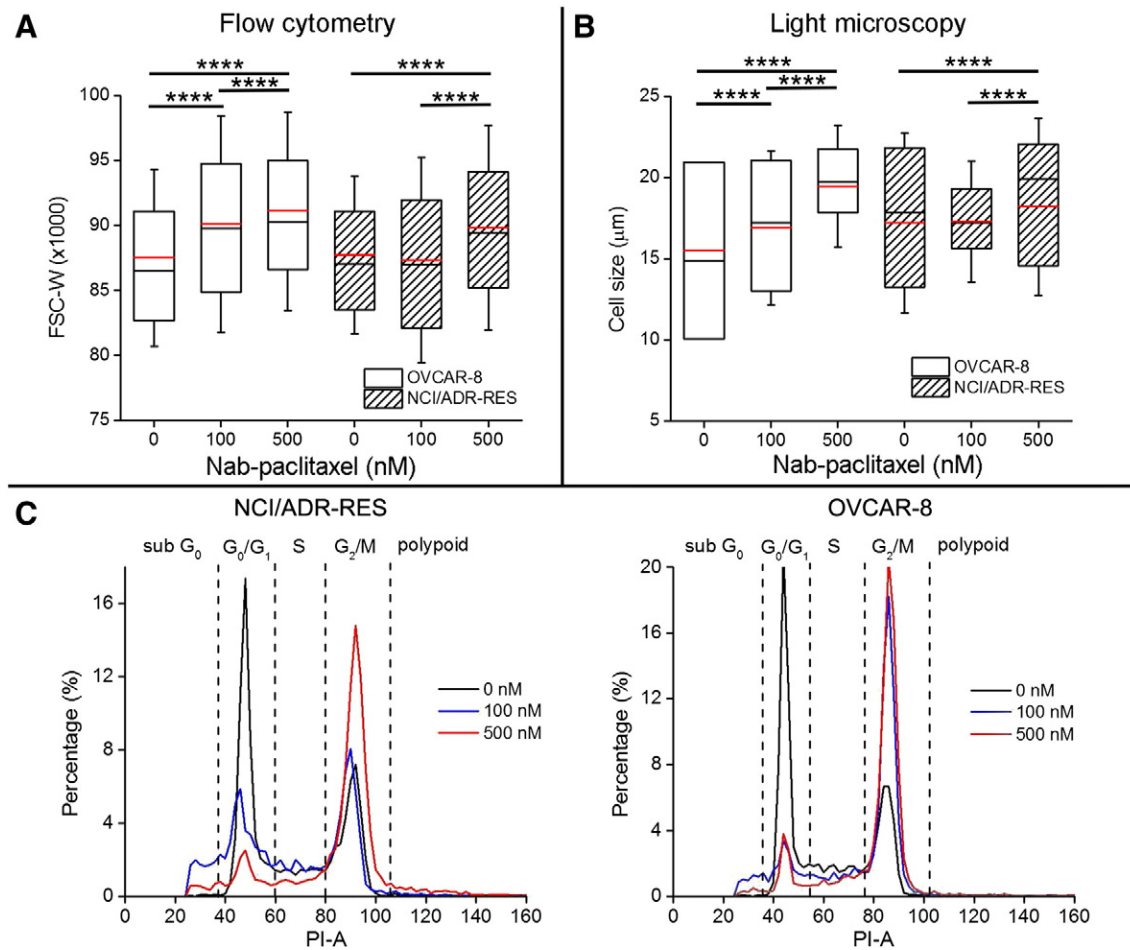 A
Flow cytometry
****
****
****
****
****
****
100
95
90
85
80
75
FSC-W (x1000)
OVCAR-8
NCI/ADR-RES
0 100 500 0 100 500
Nab-paclitaxel (nM)
B
Light microscopy
****
****
****
****
****
25
20
15
10
5
Cell size (μm)
OVCAR-8
NCI/ADR-RES
0 100 500 0 100 500
Nab-paclitaxel (nM)
C
NCI/ADR-RES
sub G₀ G₀/G₁ S G₂/M polypoid
16
12
8
4
0
Percentage (%)
0 nM
100 nM
500 nM
0 20 40 60 80 100 120 140 160
PI-A
OVCAR-8
sub G₀ G₀/G₁ S G₂/M polypoid
20
16
12
8
4
0
Percentage (%)
0 nM
100 nM
500 nM
0 20 40 60 80 100 120 140 160
PI-A